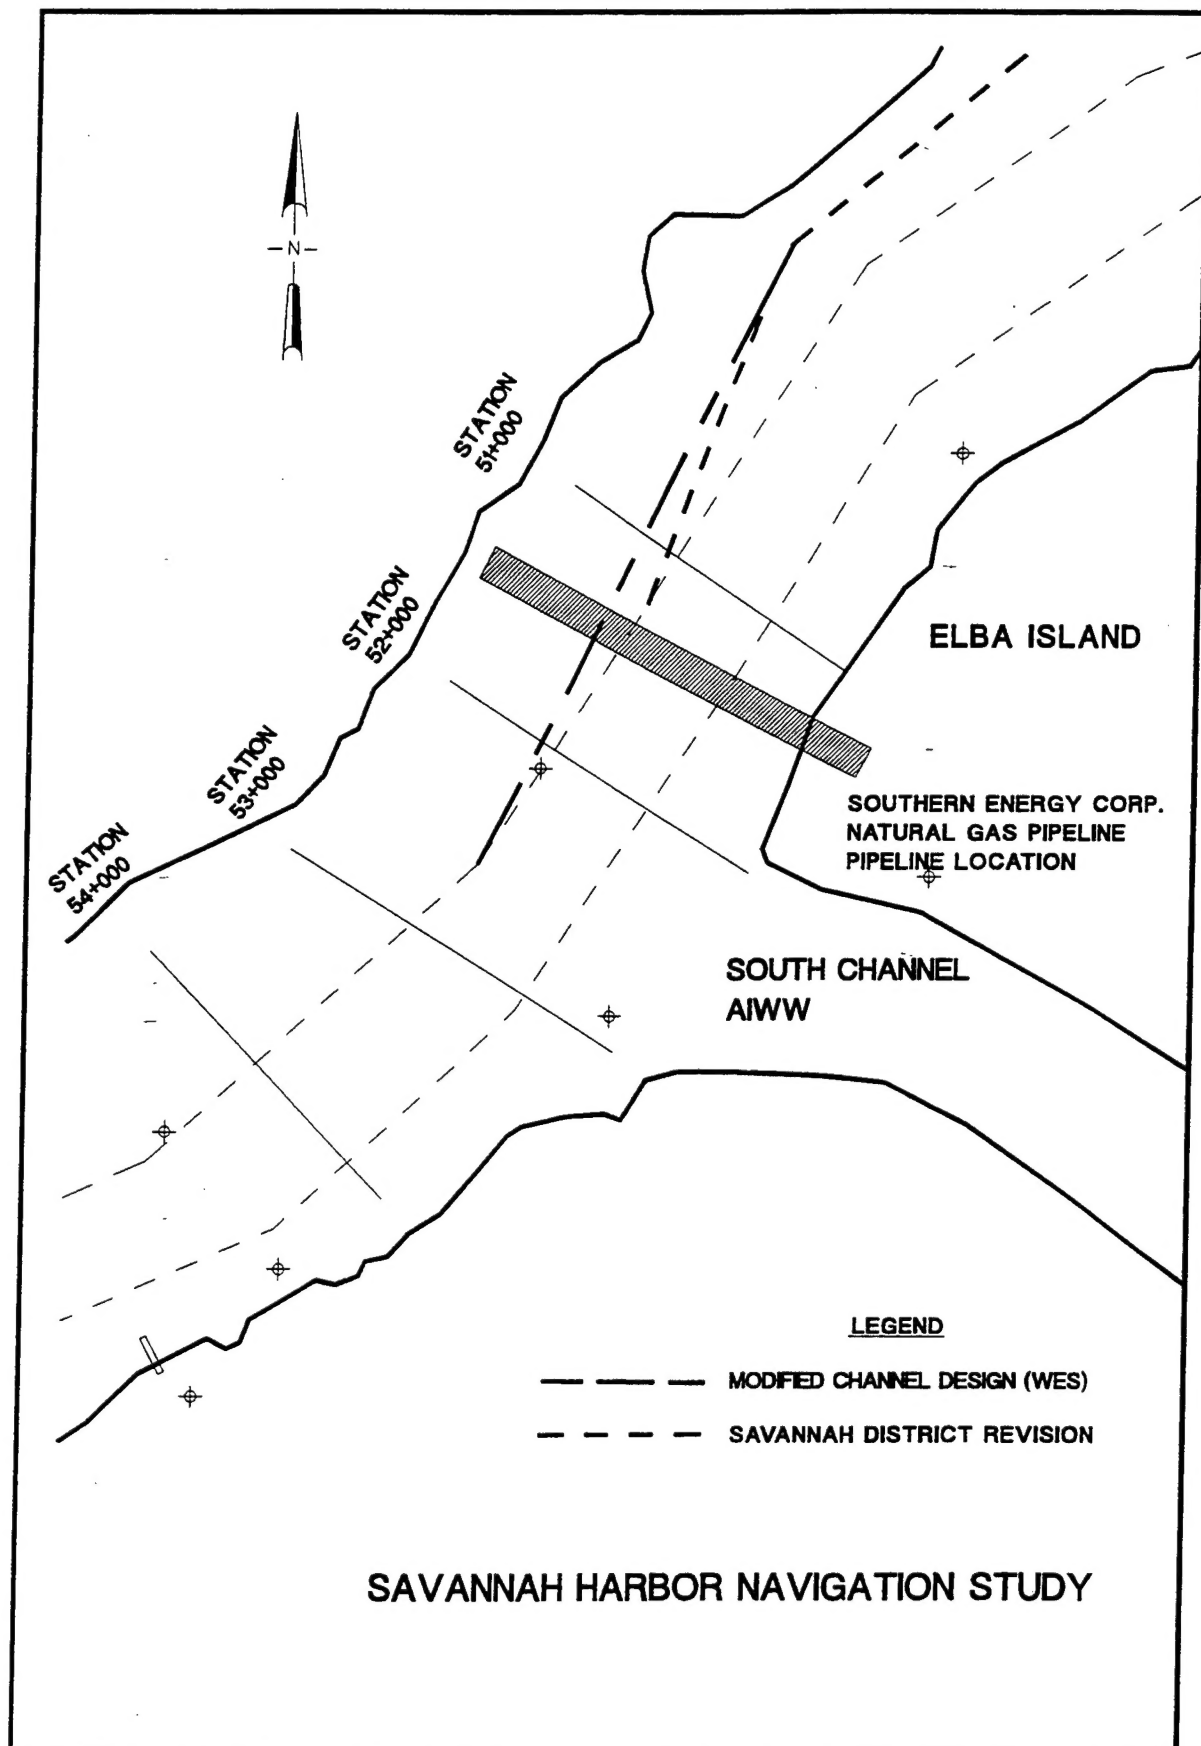 -N-
STATION
51+000
STATION
52+000
STATION
53+000
STATION
54+000
ELBA ISLAND
SOUTHERN ENERGY CORP.
NATURAL GAS PIPELINE
PIPELINE LOCATION
SOUTH CHANNEL
AIWW
LEGEND
MODIFIED CHANNEL DESIGN (WES)
SAVANNAH DISTRICT REVISION
SAVANNAH HARBOR NAVIGATION STUDY